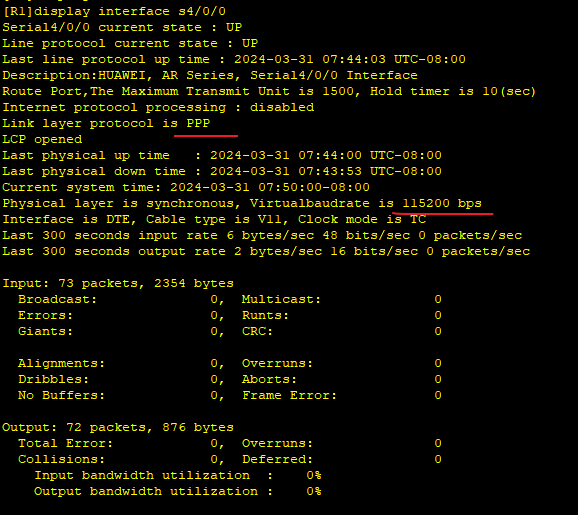 [R1]display interface s4/0/0
Serial4/0/0 current state : UP
Line protocol current state : UP
Last line protocol up time : 2024-03-31 07:44:03 UTC-08:00
Description:HUAWEI, AR Series, Serial4/0/0 Interface
Route Port,The Maximum Transmit Unit is 1500, Hold timer is 10(sec)
Internet protocol processing : disabled
Link layer protocol is PPP
LCP opened
Last physical up time   : 2024-03-31 07:44:00 UTC-08:00
Last physical down time : 2024-03-31 07:43:53 UTC-08:00
Current system time: 2024-03-31 07:50:00-08:00
Physical layer is synchronous, Virtualbaudrate is 115200 bps
Interface is DTE, Cable type is V11, Clock mode is TC
Last 300 seconds input rate 6 bytes/sec 48 bits/sec 0 packets/sec
Last 300 seconds output rate 2 bytes/sec 16 bits/sec 0 packets/sec
Input: 73 packets, 2354 bytes
  Broadcast:              0,  Multicast:              0
  Errors:                 0,  Runts:                  0
  Giants:                 0,  CRC:                    0
  Alignments:             0,  Overruns:               0
  Dribbles:               0,  Aborts:                 0
  No Buffers:             0,  Frame Error:            0
Output: 72 packets, 876 bytes
  Total Error:            0,  Overruns:               0
  Collisions:             0,  Deferred:               0
    Input bandwidth utilization  :    0%
    Output bandwidth utilization :    0%